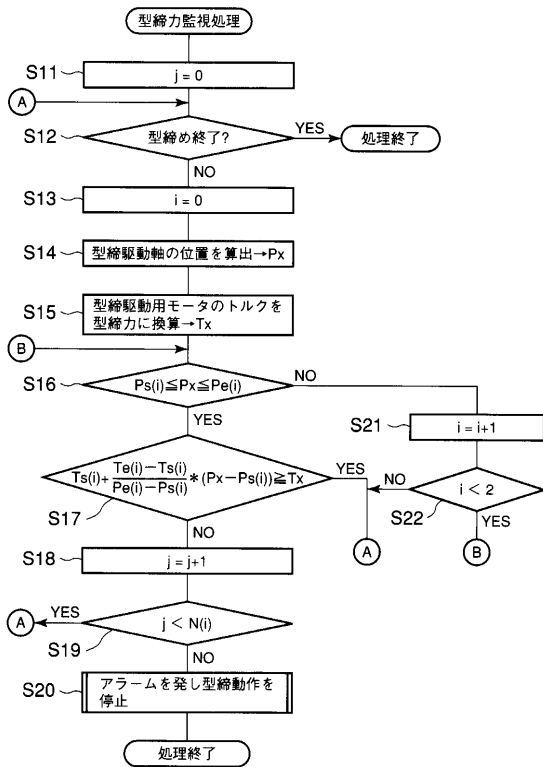 型締力監視処理
S11
j = 0
A
S12
型締め終了?
YES
処理終了
NO
S13
i = 0
S14
型締駆動軸の位置を算出→Px
S15
型締駆動用モータのトルクを
型締力に換算→Tx
B
S16
Ps(i)≦Px≦Pe(i)
NO
YES
S21
i = i+1
S17
Ts(i)+ Te(i)−Ts(i) / Pe(i)−Ps(i) *(Px−Ps(i))≧Tx
YES
NO
i < 2
S22
YES
A
B
NO
S18
j = j+1
A
YES
j < N(i)
S19
NO
S20
アラームを発し型締動作を
停止
処理終了